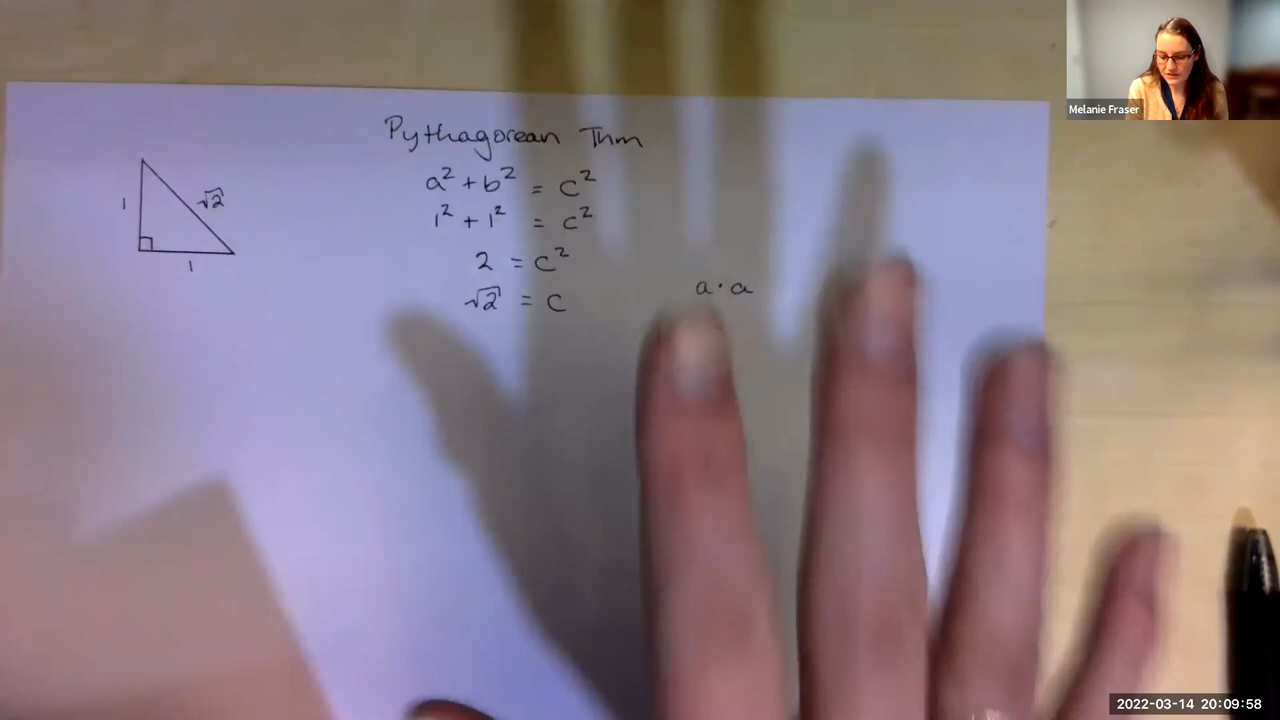 Pythagorean Thm
a² + b² = c²
1² + 1² = c²
2 = c²
√2 = c
1
√2
1
a · a
Melanie Fraser
2022-03-14 20:09:58